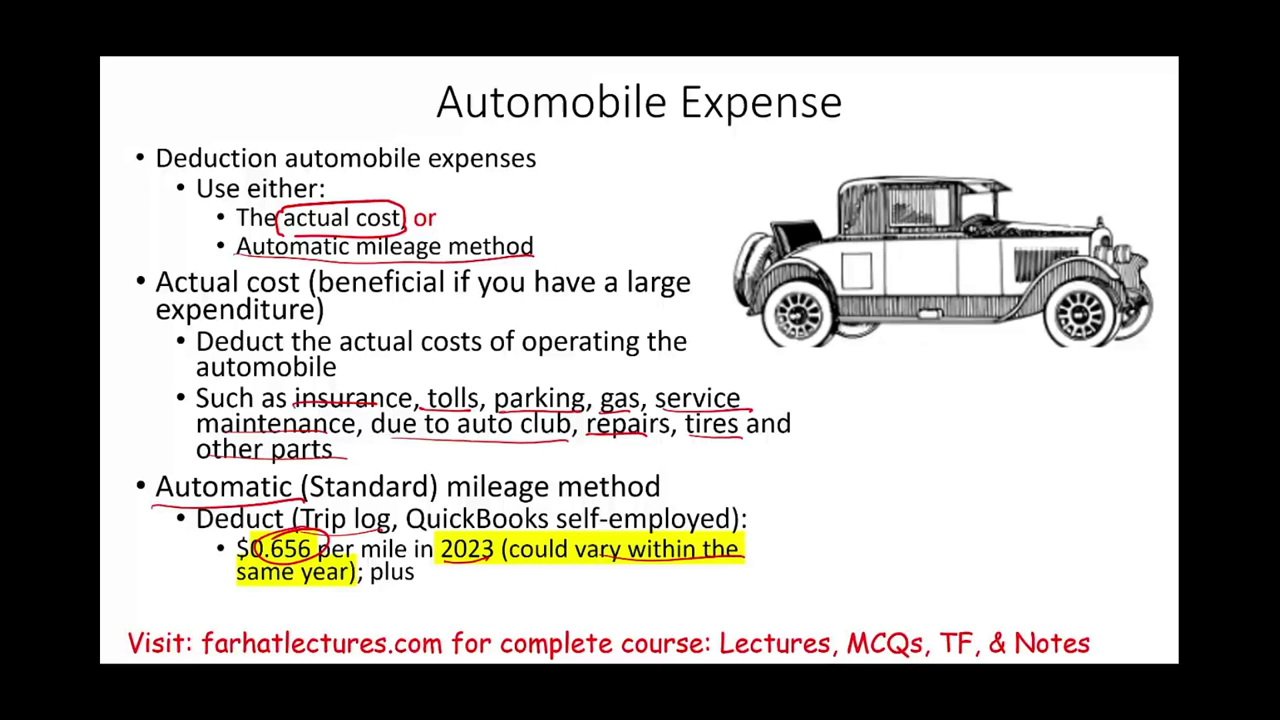 Automobile Expense
• Deduction automobile expenses
• Use either:
• The actual cost, or
• Automatic mileage method
• Actual cost (beneficial if you have a large
expenditure)
• Deduct the actual costs of operating the
automobile
• Such as insurance, tolls, parking, gas, service
maintenance, due to auto club, repairs, tires and
other parts
• Automatic (Standard) mileage method
• Deduct (Trip log, QuickBooks self-employed):
• $0.656 per mile in 2023 (could vary within the
same year); plus
Visit: farhatlectures.com for complete course: Lectures, MCQs, TF, & Notes